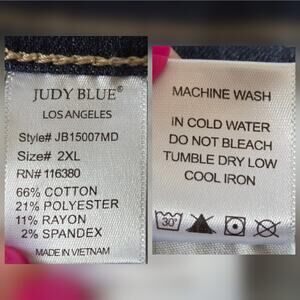 JUDY BLUE®
LOS ANGELES
Style# JB15007MD
Size# 2XL
RN# 116380
66% COTTON
21% POLYESTER
11% RAYON
2% SPANDEX
MADE IN VIETNAM
MACHINE WASH
IN COLD WATER
DO NOT BLEACH
TUMBLE DRY LOW
COOL IRON
30°